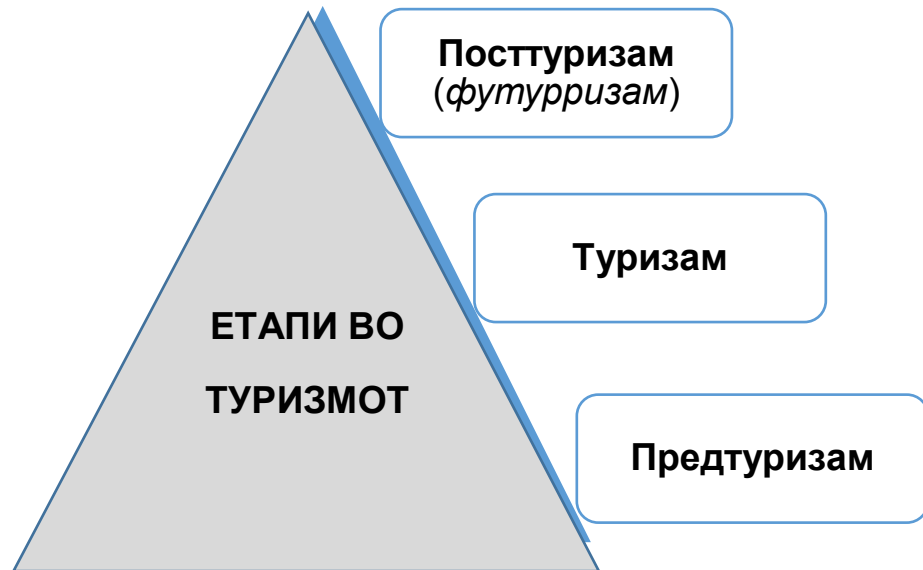 Посттуризам
(футурризам)
Туризам
ЕТАПИ ВО
ТУРИЗМОТ
Предтуризам